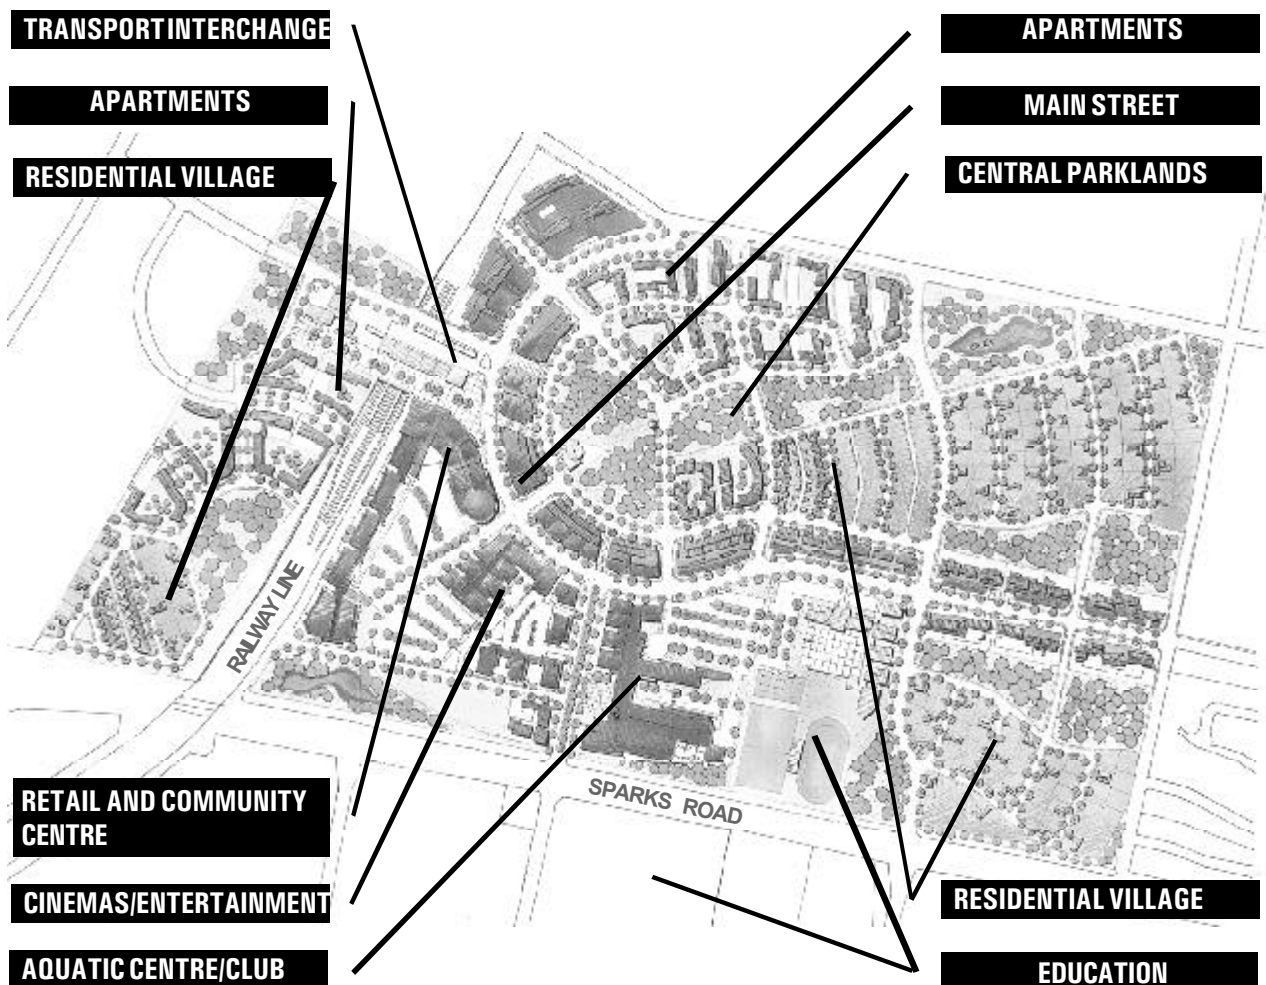 TRANSPORT INTERCHANGE
APARTMENTS
RESIDENTIAL VILLAGE
APARTMENTS
MAIN STREET
CENTRAL PARKLANDS
RAILWAY LINE
SPARKS ROAD
RETAIL AND COMMUNITY
CENTRE
CINEMAS/ENTERTAINMENT
AQUATIC CENTRE/CLUB
RESIDENTIAL VILLAGE
EDUCATION